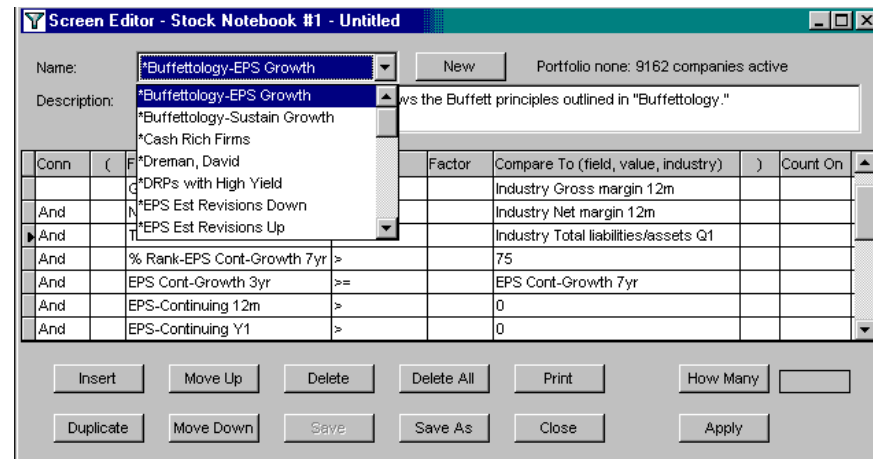 Screen Editor - Stock Notebook #1 - Untitled
Name: *Buffettology-EPS Growth New Portfolio none: 9162 companies active
Description: ws the Buffett principles outlined in "Buffettology."
*Buffettology-EPS Growth
*Buffettology-Sustain Growth
*Cash Rich Firms
*Dreman, David
*DRPs with High Yield
*EPS Est Revisions Down
*EPS Est Revisions Up
Conn ( F Factor Compare To (field, value, industry) ) Count On
Industry Gross margin 12m
And N Industry Net margin 12m
And T Industry Total liabilities/assets Q1
And % Rank-EPS Cont-Growth 7yr > 75
And EPS Cont-Growth 3yr >= EPS Cont-Growth 7yr
And EPS-Continuing 12m > 0
And EPS-Continuing Y1 > 0
Insert Move Up Delete Delete All Print How Many
Duplicate Move Down Save Save As Close Apply